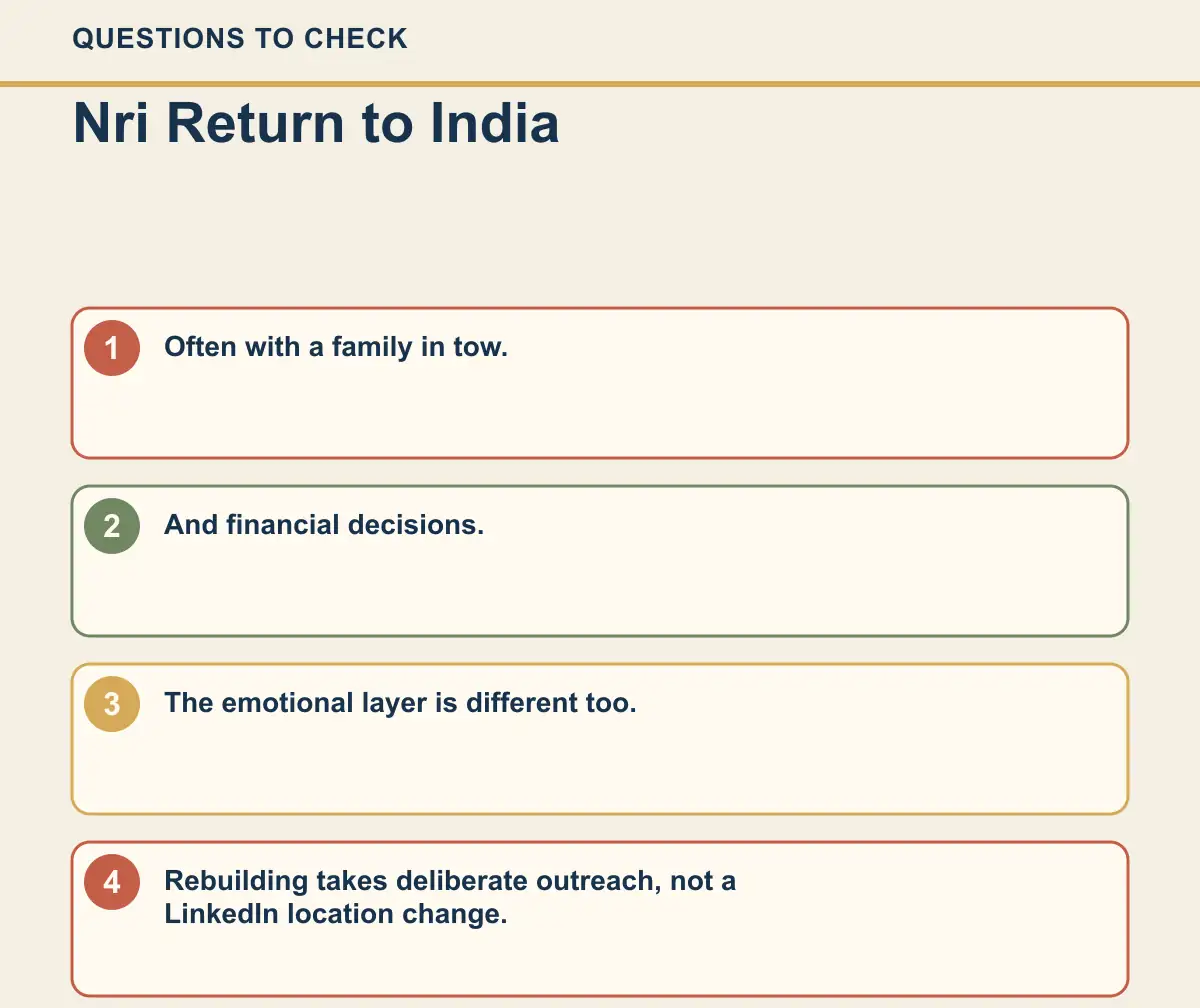 QUESTIONS TO CHECK
Nri Return to India
1
Often with a family in tow.
2
And financial decisions.
3
The emotional layer is different too.
4
Rebuilding takes deliberate outreach, not a
LinkedIn location change.